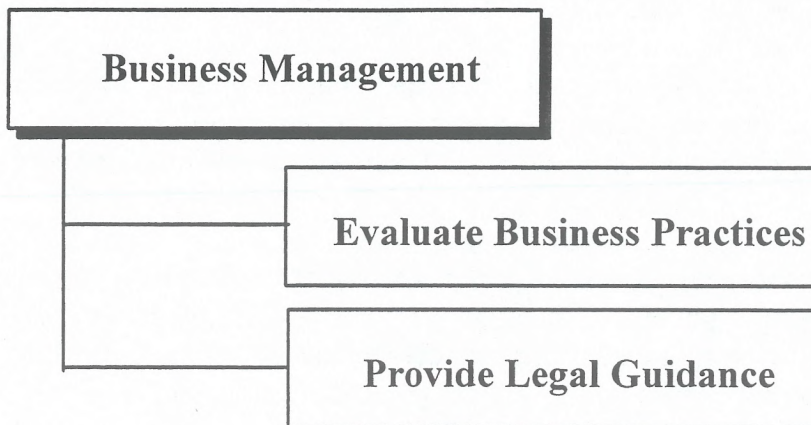 Business Management
Evaluate Business Practices
Provide Legal Guidance